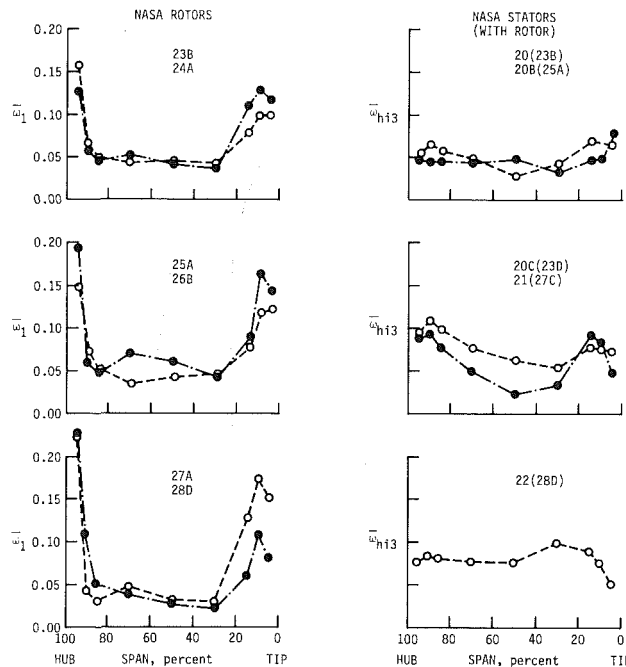 NASA ROTORS
NASA STATORS
(WITH ROTOR)
0.20
0.15
0.10
0.05
0.00
ω̅1
23B
24A
ω̅hi3
20(23B)
20B(25A)
0.20
0.15
0.10
0.05
0.00
ω̅1
25A
26B
ω̅hi3
20C(23D)
21(27C)
0.20
0.15
0.10
0.05
0.00
ω̅1
27A
28D
ω̅hi3
22(28D)
100 80 60 40 20 0
HUB SPAN, percent TIP
100 80 60 40 20 0
HUB SPAN, percent TIP